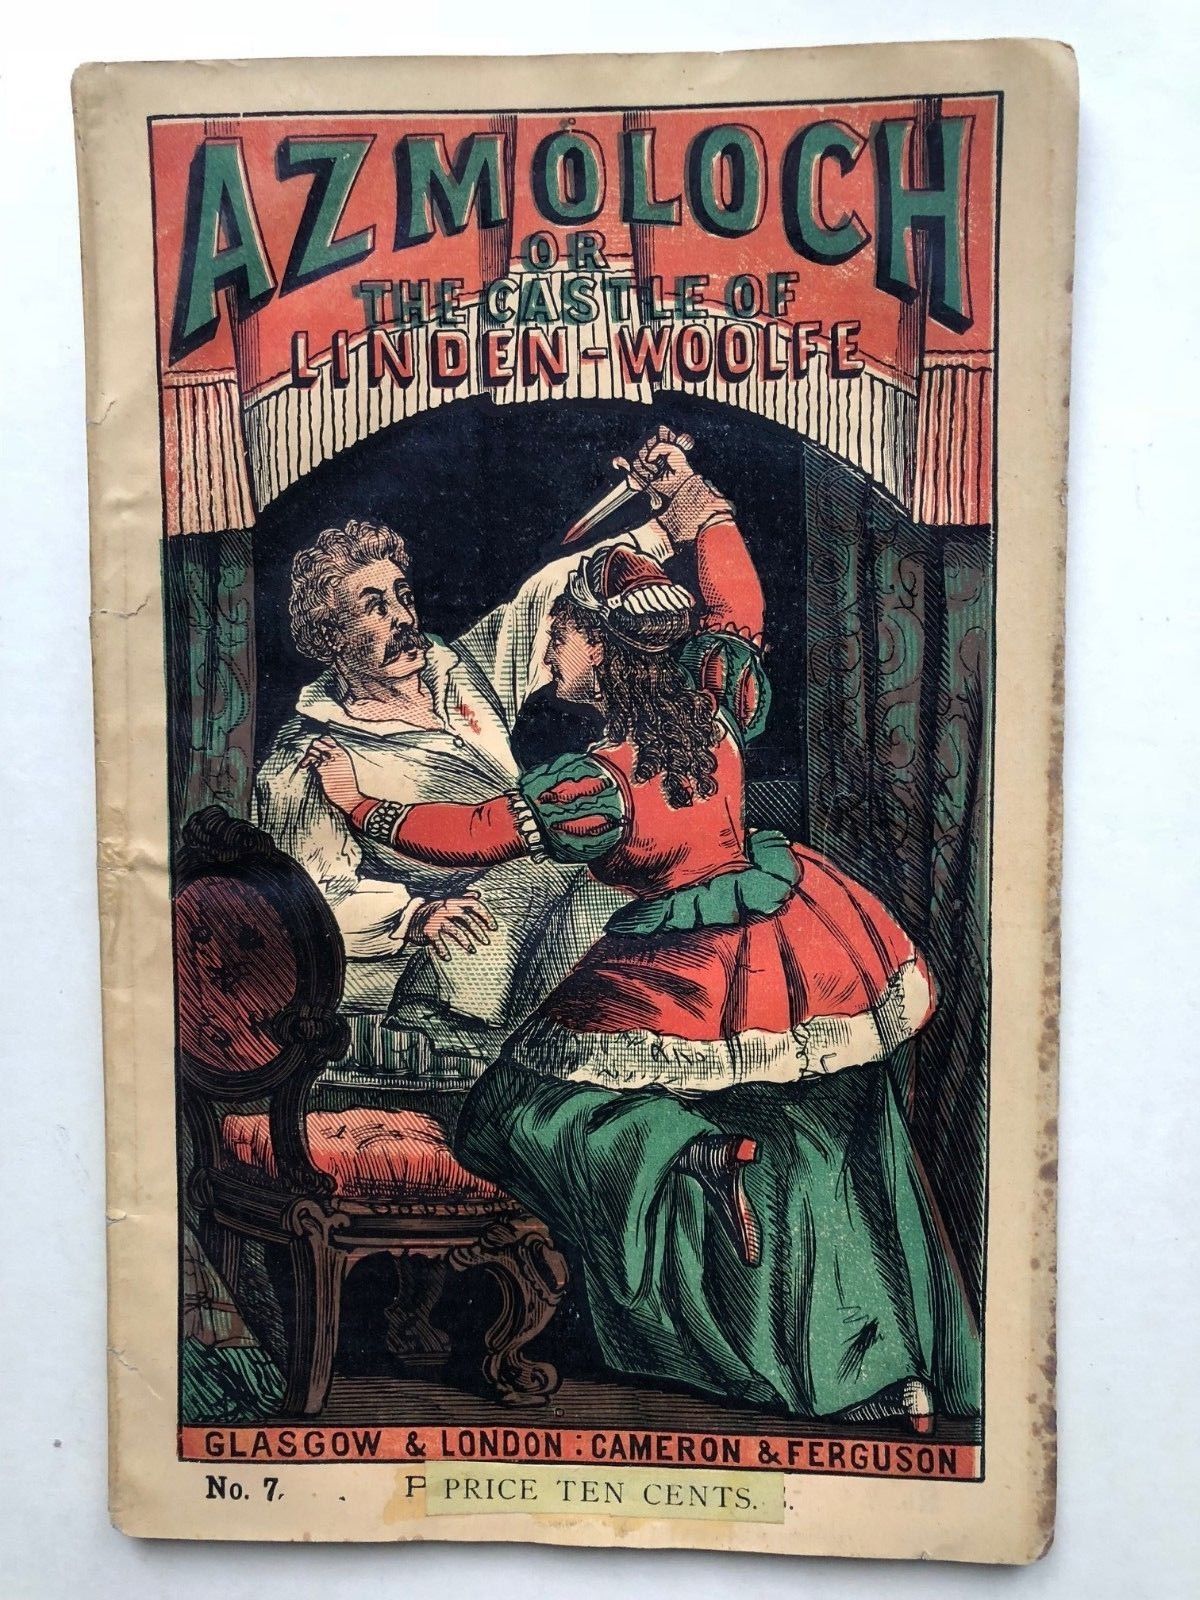 AZMOLOCH
OR
THE CASTLE OF
LINDEN-WOOLFE
GLASGOW & LONDON : CAMERON & FERGUSON
No. 7.
PRICE TEN CENTS.